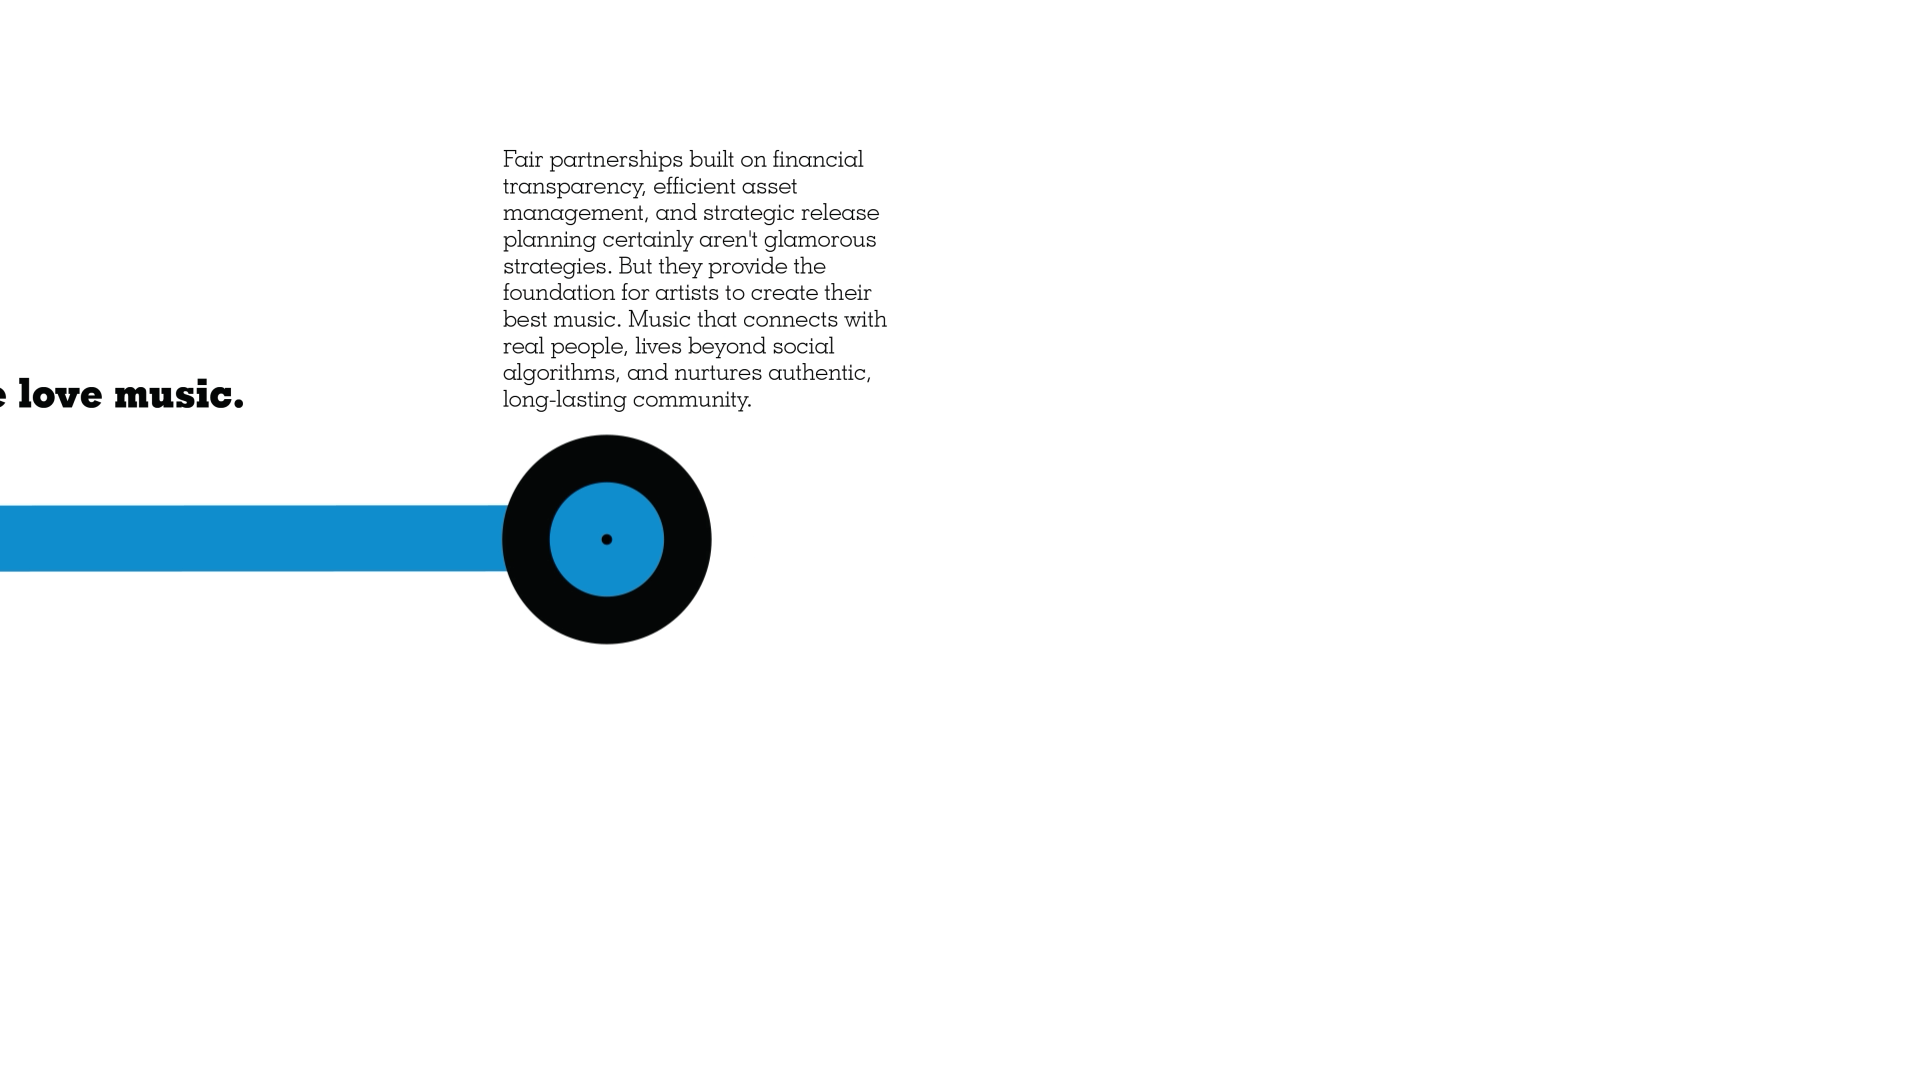 Fair partnerships built on financial
transparency, efficient asset
management, and strategic release
planning certainly aren't glamorous
strategies. But they provide the
foundation for artists to create their
best music. Music that connects with
real people, lives beyond social
algorithms, and nurtures authentic,
long-lasting community.
love music.